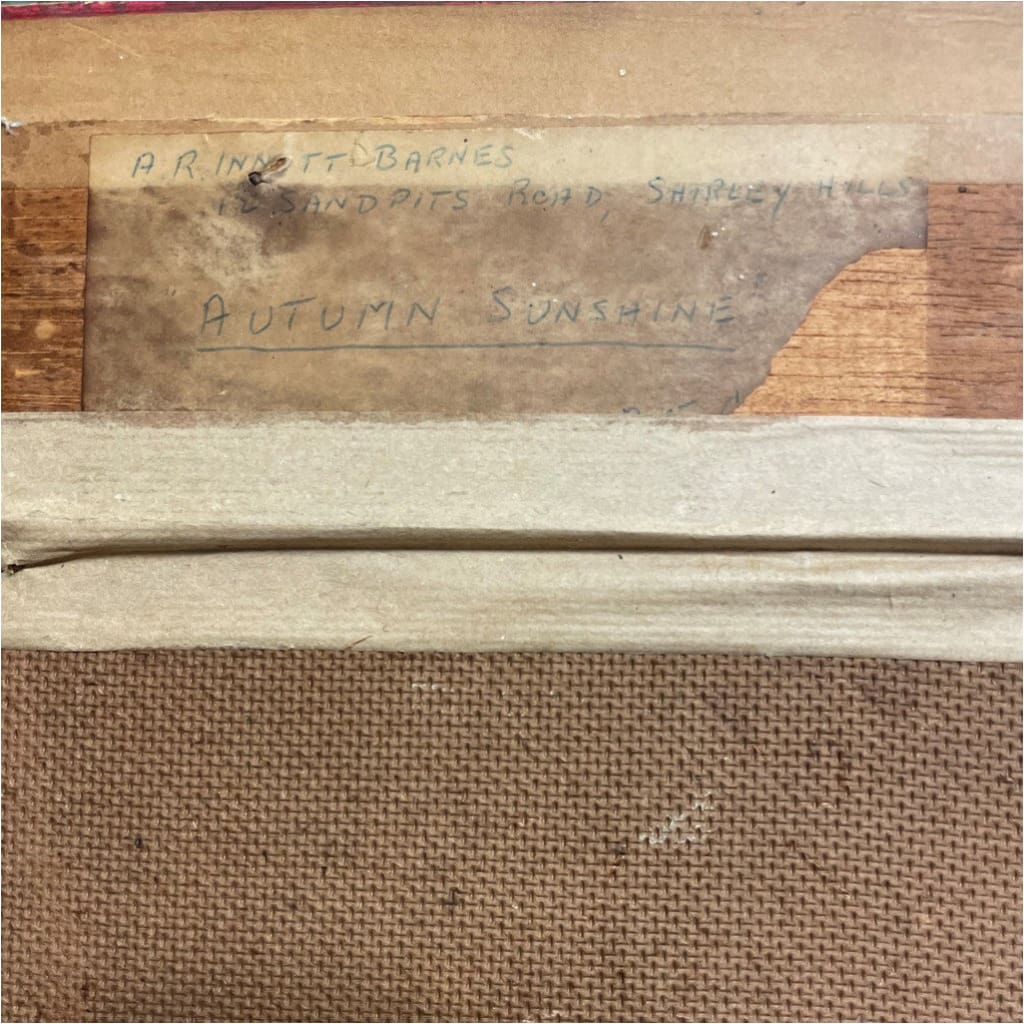 A. R. INNOTT BARNES
12 SANDPITS ROAD, SHIRLEY HILLS
"AUTUMN SUNSHINE"